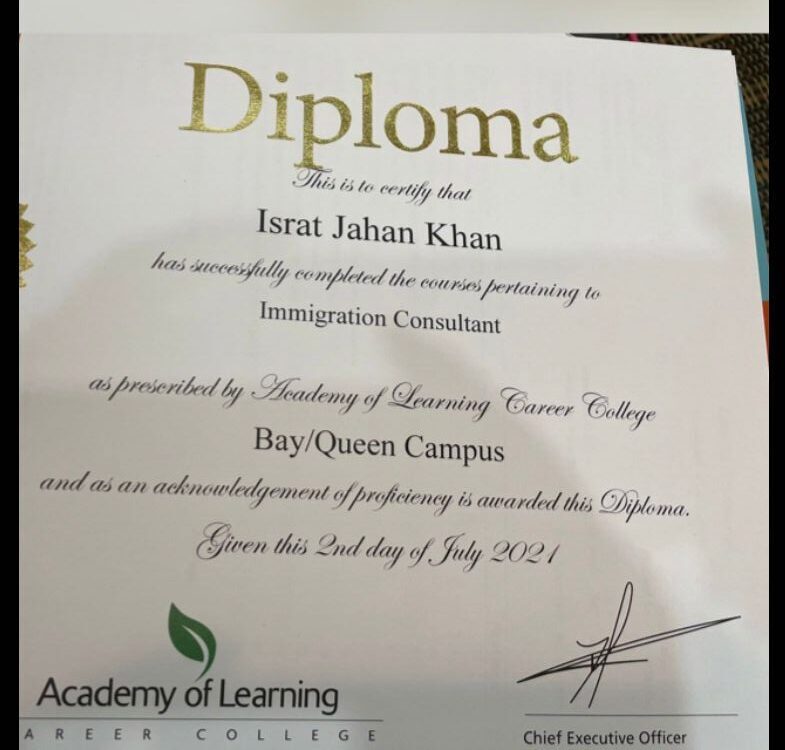 Diploma
This is to certify that
Israt Jahan Khan
has successfully completed the courses pertaining to
Immigration Consultant
as prescribed by Academy of Learning Career College
Bay/Queen Campus
and as an acknowledgement of proficiency is awarded this Diploma.
Given this 2nd day of July 2021
Academy of Learning
AREER COLLEGE
Chief Executive Officer